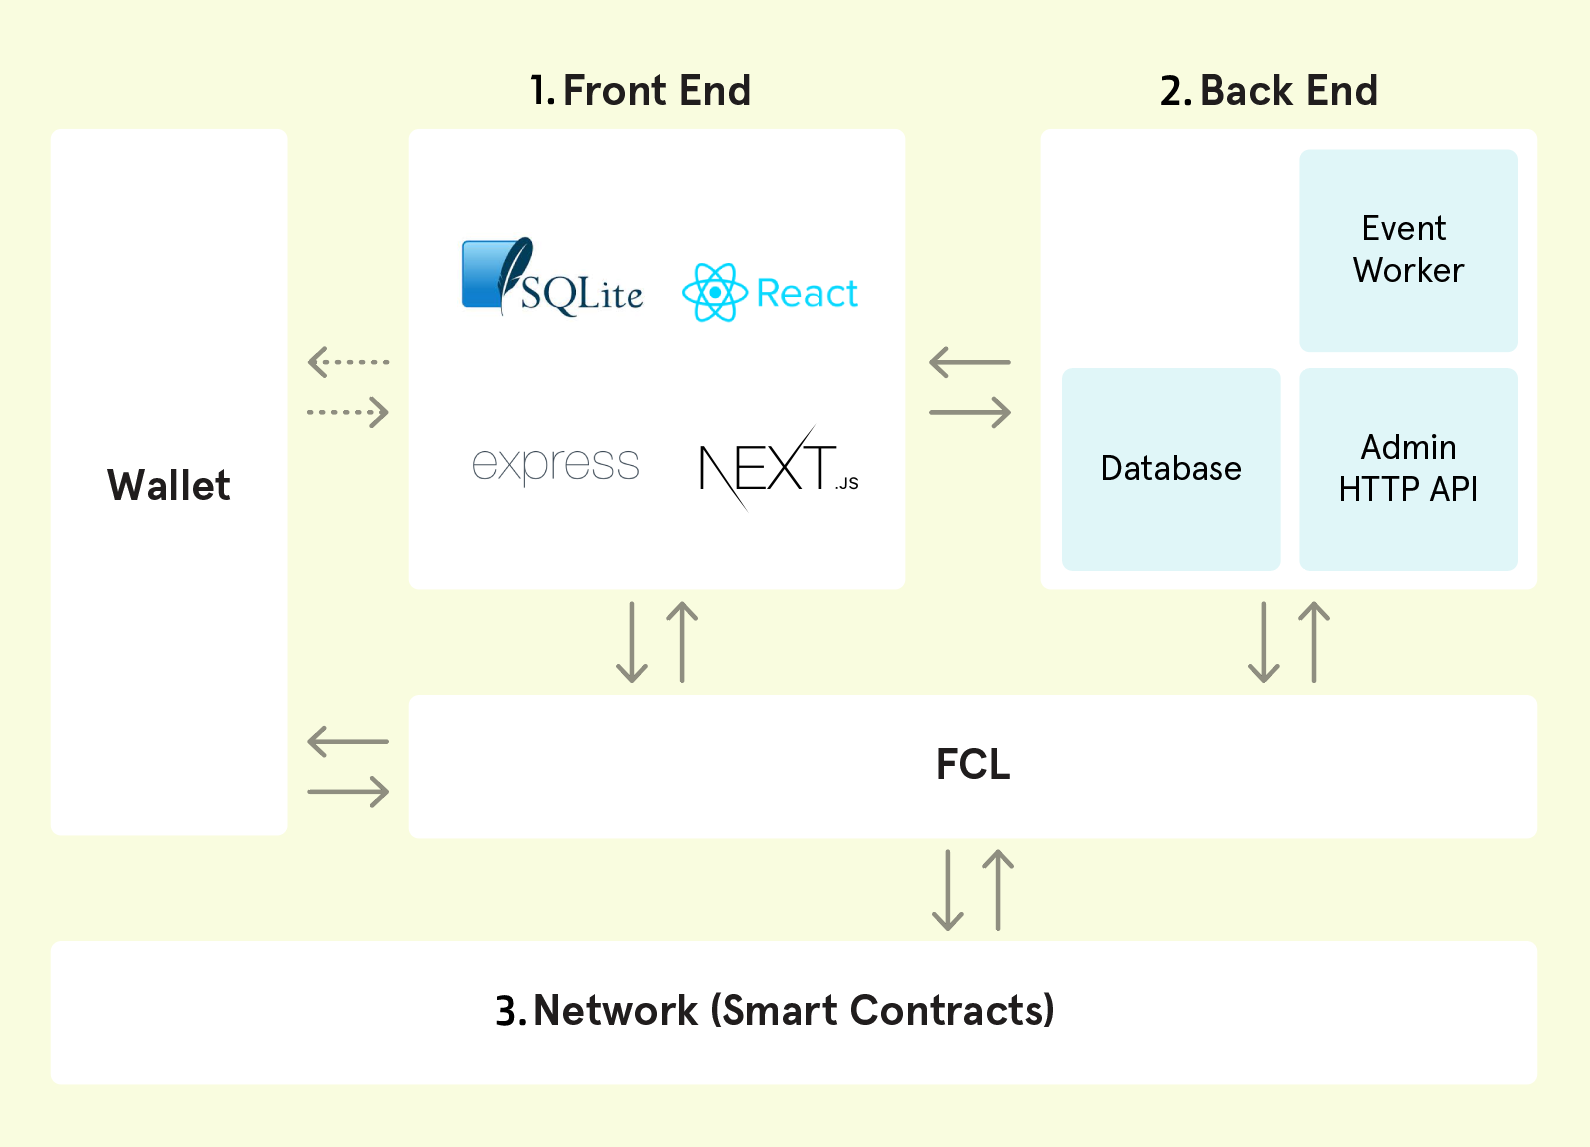 1. Front End
2. Back End
Wallet
SQLite
React
express
NEXT.JS
Event
Worker
Database
Admin
HTTP API
FCL
3. Network (Smart Contracts)